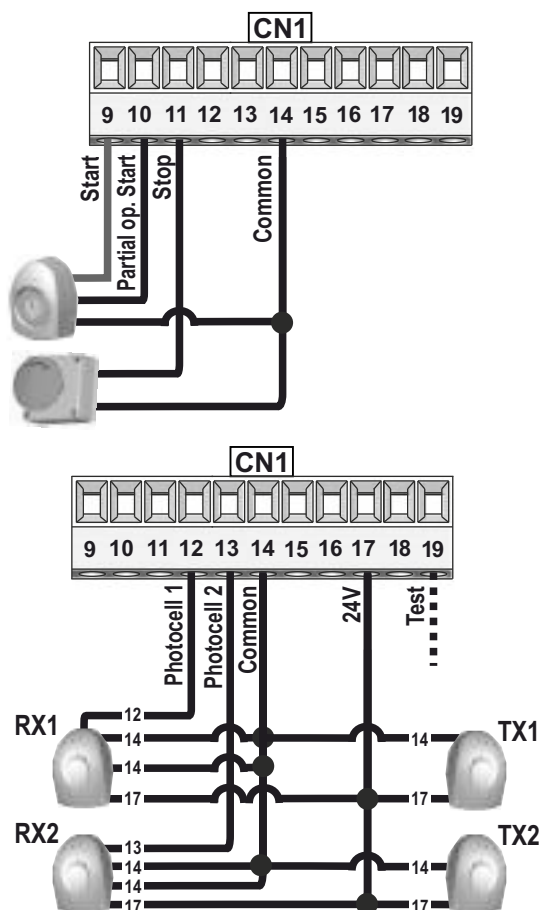 CN1
9 10 11 12 13 14 15 16 17 18 19
Start
Partial op. Start
Stop
Common
CN1
9 10 11 12 13 14 15 16 17 18 19
Photocell 1
Photocell 2
Common
24V
Test
RX1
12
14
14
17
14
17
TX1
RX2
13
14
14
17
14
17
TX2